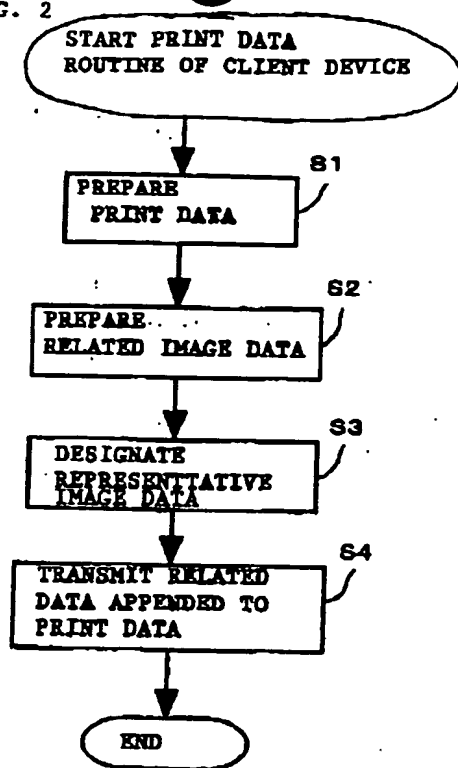 G. 2
START PRINT DATA
ROUTINE OF CLIENT DEVICE
S1
PREPARE
PRINT DATA
S2
PREPARE
RELATED IMAGE DATA
S3
DESIGNATE
REPRESENTTATIVE
IMAGE DATA
S4
TRANSMIT RELATED
DATA APPENDED TO
PRINT DATA
END